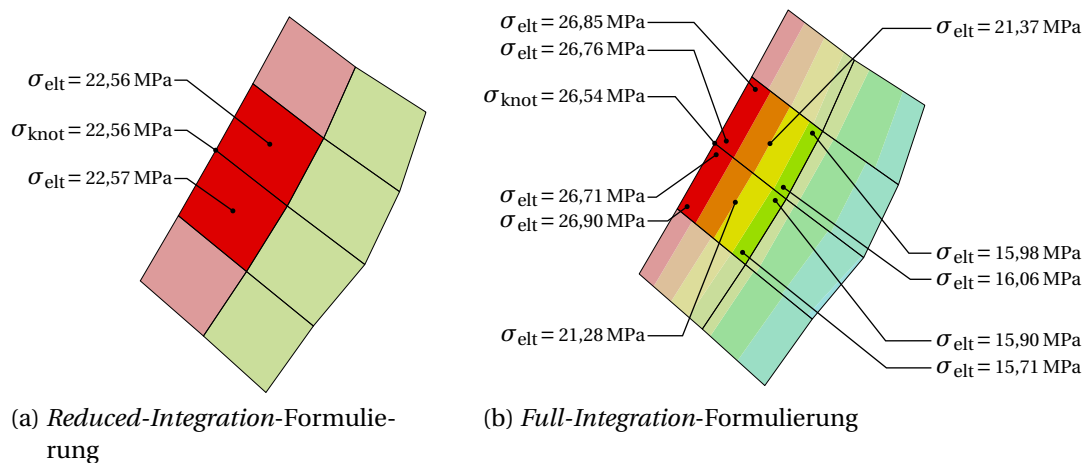 σelt = 22,56 MPa
σknot = 22,56 MPa
σelt = 22,57 MPa
(a) Reduced-Integration-Formulie-
rung
σelt = 26,85 MPa
σelt = 26,76 MPa
σknot = 26,54 MPa
σelt = 26,71 MPa
σelt = 26,90 MPa
σelt = 21,28 MPa
σelt = 21,37 MPa
σelt = 15,98 MPa
σelt = 16,06 MPa
σelt = 15,90 MPa
σelt = 15,71 MPa
(b) Full-Integration-Formulierung